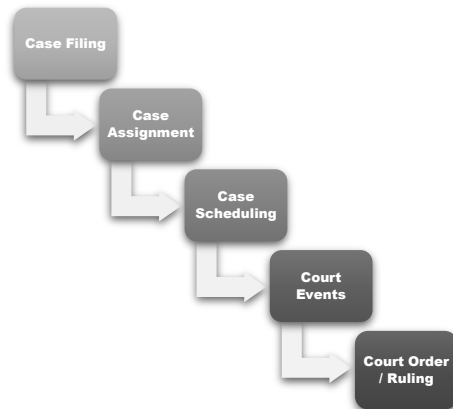 Case Filing
Case
Assignment
Case
Scheduling
Court
Events
Court Order
/ Ruling